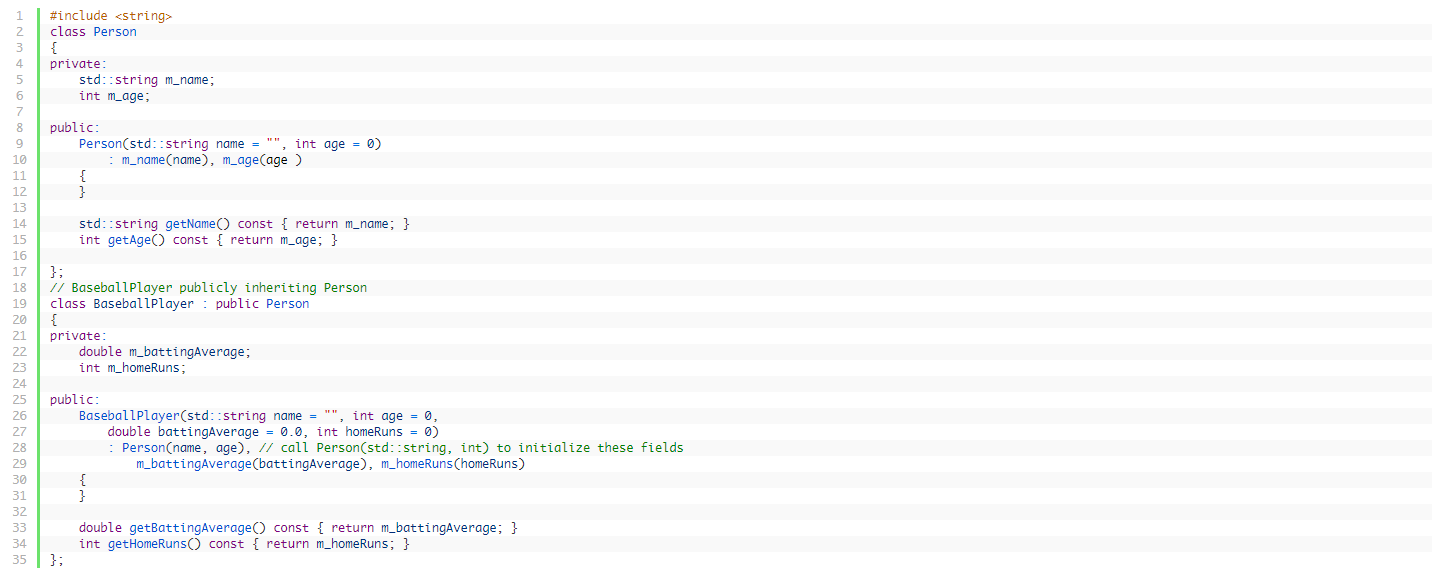 1 #include <string>
2 class Person
3 {
4 private:
5     std::string m_name;
6     int m_age;
7
8 public:
9     Person(std::string name = "", int age = 0)
10         : m_name(name), m_age(age )
11     {
12     }
13
14     std::string getName() const { return m_name; }
15     int getAge() const { return m_age; }
16
17 };
18 // BaseballPlayer publicly inheriting Person
19 class BaseballPlayer : public Person
20 {
21 private:
22     double m_battingAverage;
23     int m_homeRuns;
24
25 public:
26     BaseballPlayer(std::string name = "", int age = 0,
27         double battingAverage = 0.0, int homeRuns = 0)
28         : Person(name, age), // call Person(std::string, int) to initialize these fields
29             m_battingAverage(battingAverage), m_homeRuns(homeRuns)
30     {
31     }
32
33     double getBattingAverage() const { return m_battingAverage; }
34     int getHomeRuns() const { return m_homeRuns; }
35 };